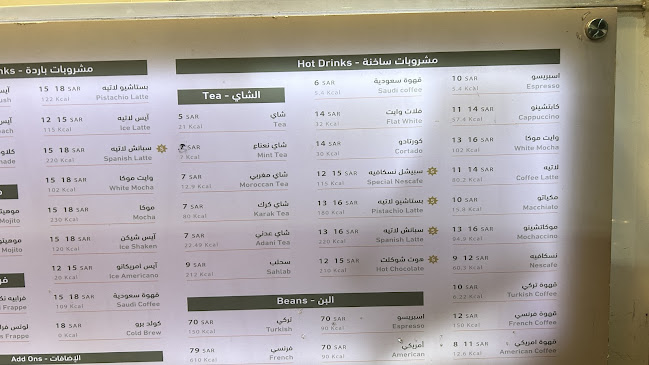 مشروبات باردة - nks
بستاشيو لاتيه 18 15 SAR
Pistachio Latte 122 Kcal
آيس لاتيه 15 12 SAR
Ice Latte 115 Kcal
سبانش لاتيه 18 15 SAR
Spanish Latte 220 Kcal
وايت موكا 18 15 SAR
White Mocha 102 Kcal
موكا 18 15 SAR
Mocha 230 Kcal
آيس شيكن 18 15 SAR
Ice Shaken
آيس امريكانو 15 12 SAR
Ice Americano
قهوة سعودية 18 15 SAR
Saudi Coffee 199 Kcal
كولد برو 18 SAR
Cold Brew 9 Kcal
Mojito
Mojito
Frappe
Frappe
Add Ons - الإضافات
Hot Drinks - مشروبات ساخنة
Tea - الشاي
شاي 5 SAR
Tea 21 Kcal
شاي نعناع SAR
Mint Tea 7 Kcal
شاي مغربي 7 SAR
Moroccan Tea 12.9 Kcal
شاي كرك 7 SAR
Karak Tea 80 Kcal
شاي عدني 7 SAR
Adani Tea 22.49 Kcal
سحلب 9 SAR
Sahlab 212 Kcal
قهوة سعودية 6 SAR
Saudi coffee 5.4 Kcal
فلات وايت 14 SAR
Flat White 12 Kcal
كورتادو 14 SAR
Cortado 30 Kcal
سبيشل نسكافيه 15 12 SAR
Special Nescafe 115 Kcal
بستاشيو لاتيه 16 13 SAR
Pistachio Latte 180 Kcal
سبانش لاتيه 16 13 SAR
Spanish Latte 220 Kcal
هوت شوكلت 15 12 SAR
Hot Chocolate 210 Kcal
اسبريسو 10 SAR
Espresso 5.4 Kcal
كابتشينو 14 11 SAR
Cappuccino 57.4 Kcal
وايت موكا 16 13 SAR
White Mocha 102 Kcal
لاتيه 14 11 SAR
Coffee Latte 80.2 Kcal
مكياتو 10 SAR
Macchiato 15.8 Kcal
موكاتشينو 16 13 SAR
Mochaccino 94.9 Kcal
نسكافيه 12 9 SAR
Nescafe 60.3 Kcal
قهوة تركي 10 SAR
Turkish Coffee 6.22 Kcal
قهوة فرنسي 12 SAR
French Coffee 150 Kcal
قهوة امريكي 11 8 SAR
American Coffee 12.6 Kcal
Beans - البن
تركي 70 SAR
Turkish 150 Kcal
فرنسي 79 SAR
French 610 Kcal
اسبريسو 70 SAR
Espresso 90 Kcal
أمريكي 70 SAR
American 90 Kcal